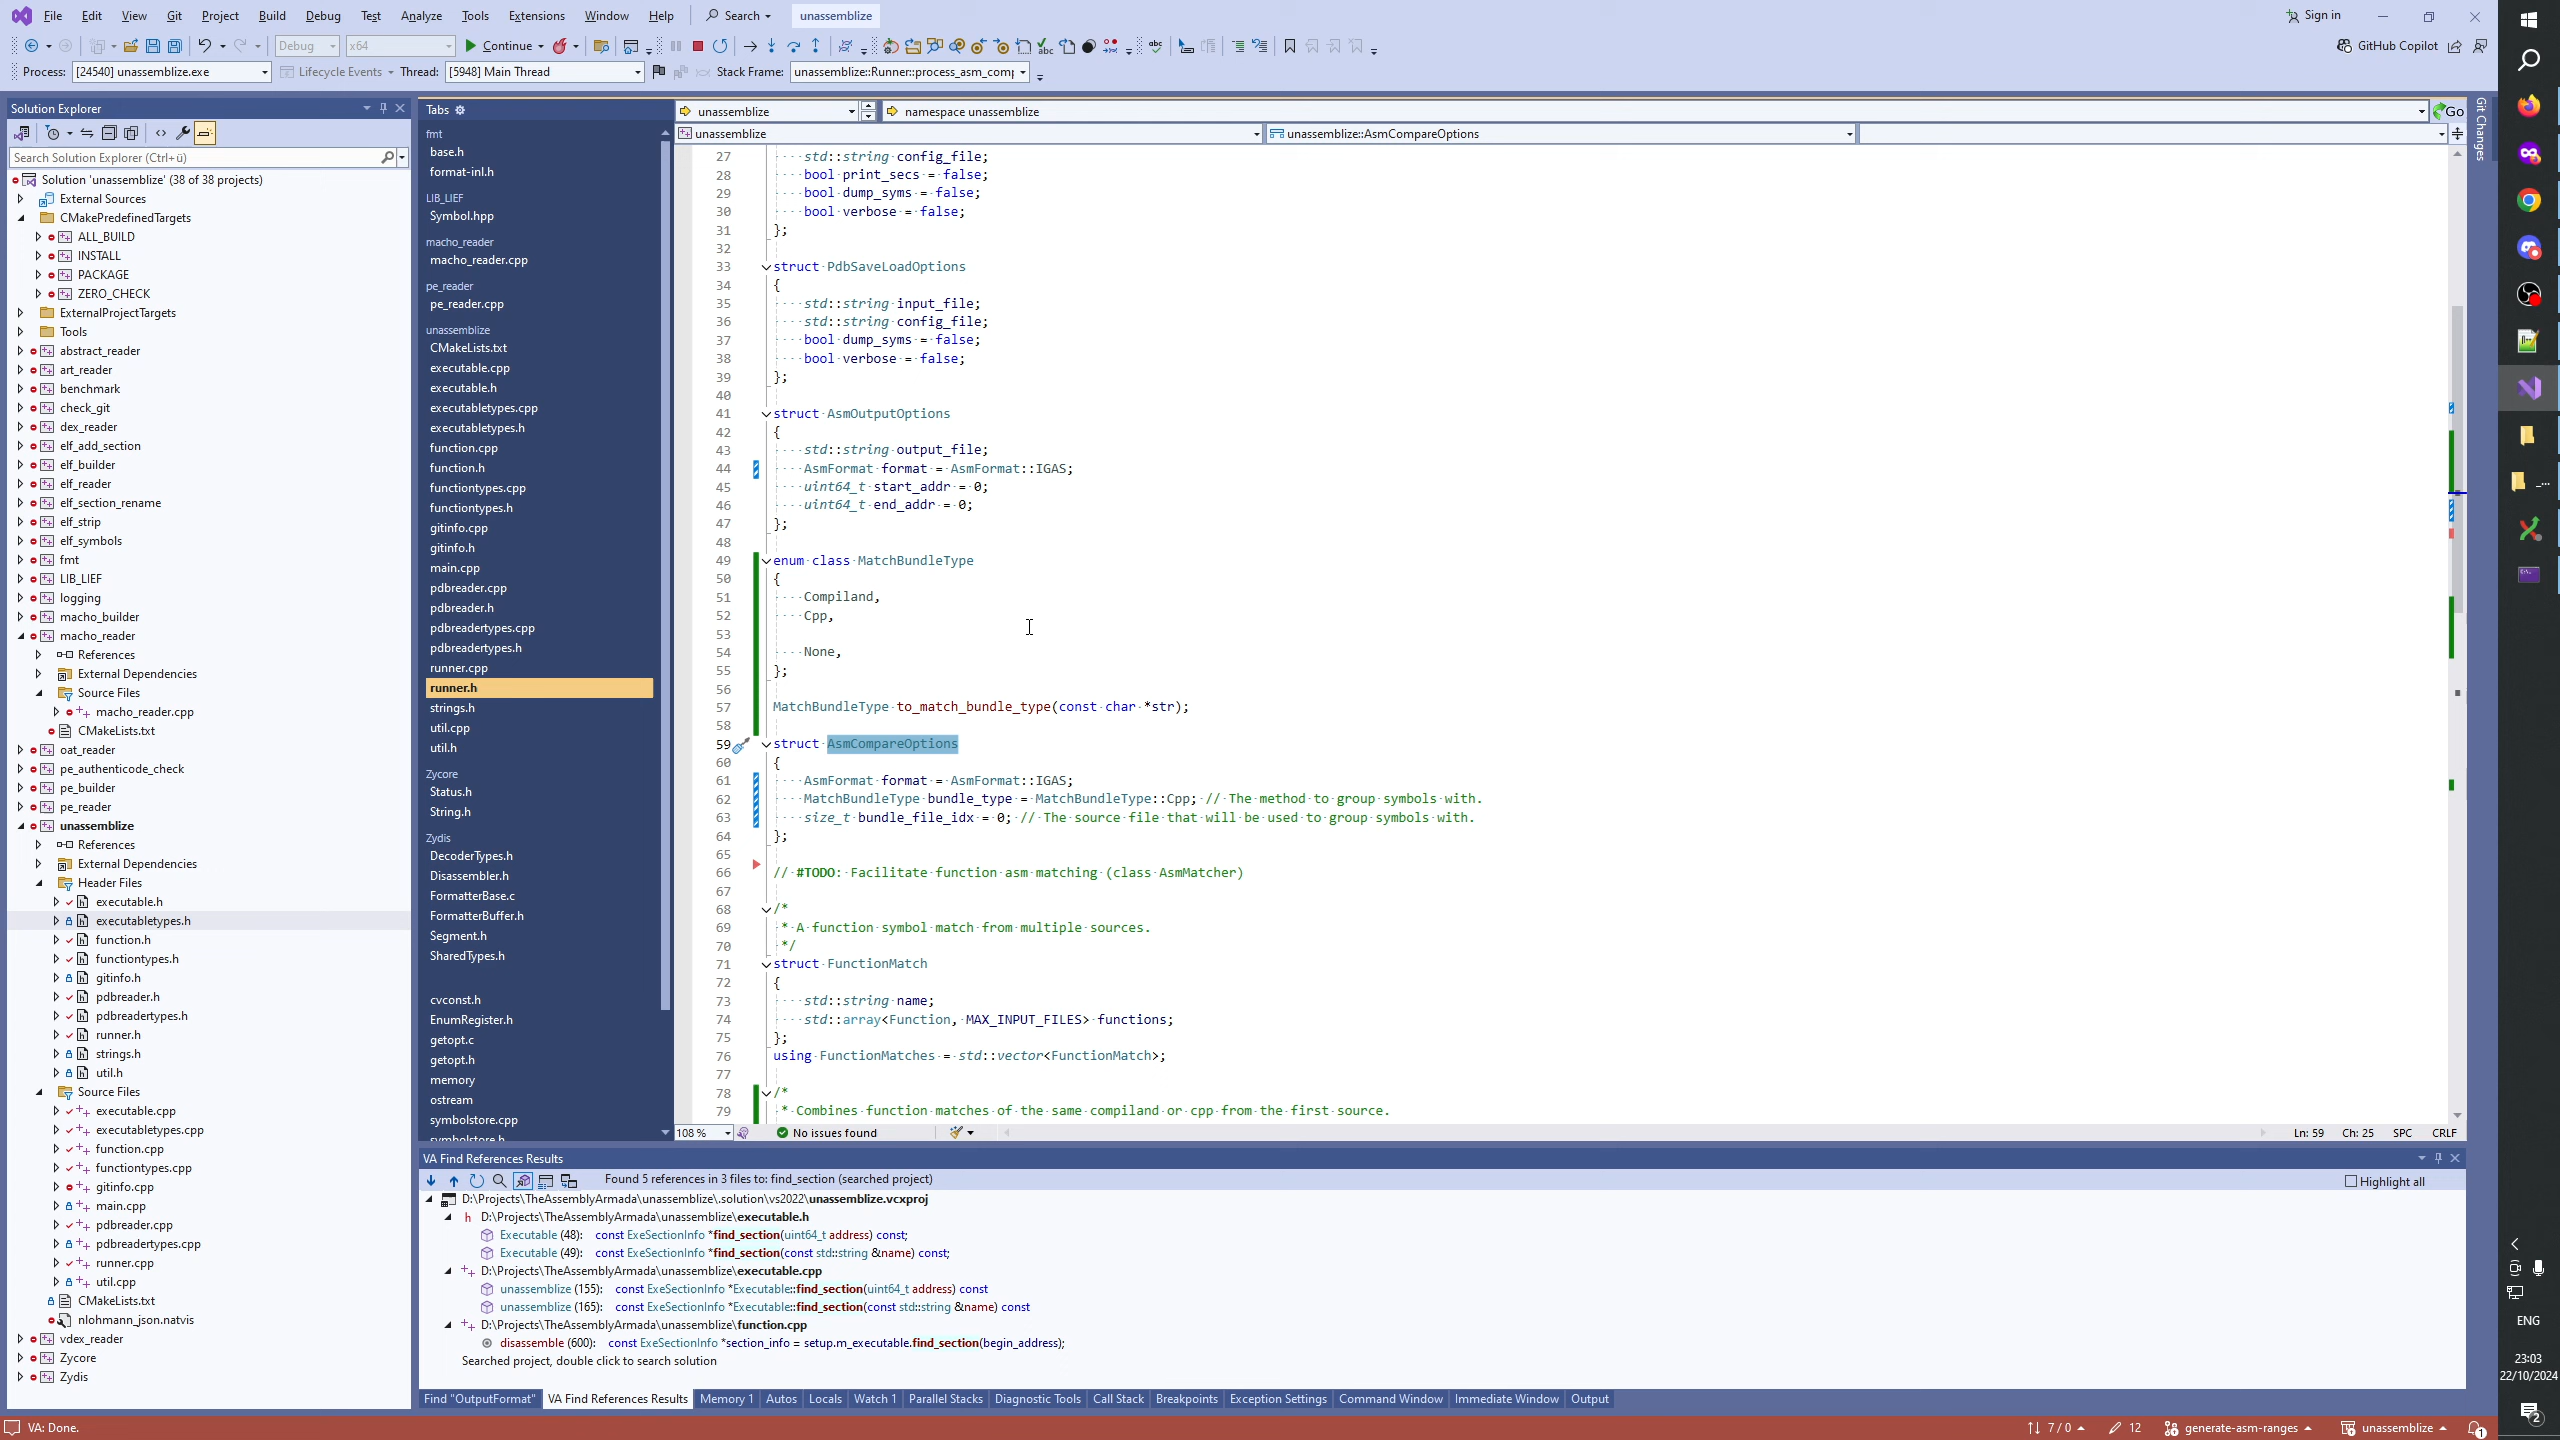 File Edit View Git Project Build Debug Test Analyze Tools Extensions Window Help Search unassemblize Sign in
Debug x64 Continue GitHub Copilot
Process: [24540] unassemblize.exe Lifecycle Events Thread: [5948] Main Thread Stack Frame: unassemblize::Runner::process_asm_comp
Solution Explorer
Search Solution Explorer (Ctrl+ü)
Solution 'unassemblize' (38 of 38 projects)
External Sources
CMakePredefinedTargets
ALL_BUILD
INSTALL
PACKAGE
ZERO_CHECK
ExternalProjectTargets
Tools
abstract_reader
art_reader
benchmark
check_git
dex_reader
elf_add_section
elf_builder
elf_reader
elf_section_rename
elf_strip
elf_symbols
fmt
LIB_LIEF
logging
macho_builder
macho_reader
References
External Dependencies
Source Files
macho_reader.cpp
CMakeLists.txt
oat_reader
pe_authenticode_check
pe_builder
pe_reader
unassemblize
References
External Dependencies
Header Files
executable.h
executabletypes.h
function.h
functiontypes.h
gitinfo.h
pdbreader.h
pdbreadertypes.h
runner.h
strings.h
util.h
Source Files
executable.cpp
executabletypes.cpp
function.cpp
functiontypes.cpp
gitinfo.cpp
main.cpp
pdbreader.cpp
pdbreadertypes.cpp
runner.cpp
util.cpp
CMakeLists.txt
nlohmann_json.natvis
vdex_reader
Zycore
Zydis
Tabs
fmt
base.h
format-inl.h
LIB_LIEF
Symbol.hpp
macho_reader
macho_reader.cpp
pe_reader
pe_reader.cpp
unassemblize
CMakeLists.txt
executable.cpp
executable.h
executabletypes.cpp
executabletypes.h
function.cpp
function.h
functiontypes.cpp
functiontypes.h
gitinfo.cpp
gitinfo.h
main.cpp
pdbreader.cpp
pdbreader.h
pdbreadertypes.cpp
pdbreadertypes.h
runner.cpp
runner.h
strings.h
util.cpp
util.h
Zycore
Status.h
String.h
Zydis
DecoderTypes.h
Disassembler.h
FormatterBase.c
FormatterBuffer.h
Segment.h
SharedTypes.h
cvconst.h
EnumRegister.h
getopt.c
getopt.h
memory
ostream
symbolstore.cpp
symbolstore.h
unassemblize namespace unassemblize Go
unassemblize unassemblize::AsmCompareOptions
27 std::string config_file;
28 bool print_secs = false;
29 bool dump_syms = false;
30 bool verbose = false;
31 };
32
33 struct PdbSaveLoadOptions
34 {
35 std::string input_file;
36 std::string config_file;
37 bool dump_syms = false;
38 bool verbose = false;
39 };
40
41 struct AsmOutputOptions
42 {
43 std::string output_file;
44 AsmFormat format = AsmFormat::IGAS;
45 uint64_t start_addr = 0;
46 uint64_t end_addr = 0;
47 };
48
49 enum class MatchBundleType
50 {
51 Compiland,
52 Cpp,
53
54 None,
55 };
56
57 MatchBundleType to_match_bundle_type(const char *str);
58
59 struct AsmCompareOptions
60 {
61 AsmFormat format = AsmFormat::IGAS;
62 MatchBundleType bundle_type = MatchBundleType::Cpp; // The method to group symbols with.
63 size_t bundle_file_idx = 0; // The source file that will be used to group symbols with.
64 };
65
66 // #TODO: Facilitate function asm matching (class AsmMatcher)
67
68 /*
69 * A function symbol match from multiple sources.
70 */
71 struct FunctionMatch
72 {
73 std::string name;
74 std::array<Function, MAX_INPUT_FILES> functions;
75 };
76 using FunctionMatches = std::vector<FunctionMatch>;
77
78 /*
79 * Combines function matches of the same compiland or cpp from the first source.
108 % No issues found Ln: 59 Ch: 25 SPC CRLF
Git Changes
VA Find References Results
Found 5 references in 3 files to: find_section (searched project) Highlight all
D:\Projects\TheAssemblyArmada\unassemblize\.solution\vs2022\unassemblize.vcxproj
h D:\Projects\TheAssemblyArmada\unassemblize\executable.h
Executable (48): const ExeSectionInfo *find_section(uint64_t address) const;
Executable (49): const ExeSectionInfo *find_section(const std::string &name) const;
D:\Projects\TheAssemblyArmada\unassemblize\executable.cpp
unassemblize (155): const ExeSectionInfo *Executable::find_section(uint64_t address) const
unassemblize (165): const ExeSectionInfo *Executable::find_section(const std::string &name) const
D:\Projects\TheAssemblyArmada\unassemblize\function.cpp
disassemble (600): const ExeSectionInfo *section_info = setup.m_executable.find_section(begin_address);
Searched project, double click to search solution
Find "OutputFormat" VA Find References Results Memory 1 Autos Locals Watch 1 Parallel Stacks Diagnostic Tools Call Stack Breakpoints Exception Settings Command Window Immediate Window Output
VA: Done. 7 / 0 12 generate-asm-ranges unassemblize 1
ENG
23:03
22/10/2024
2